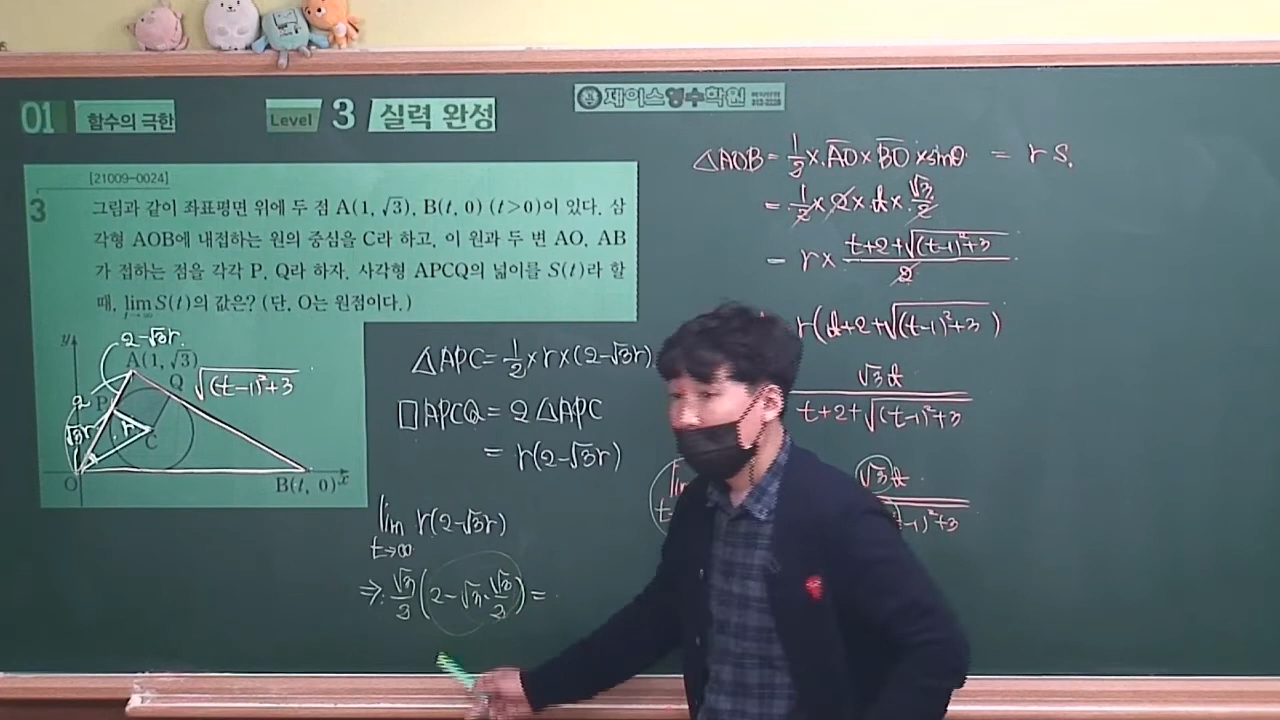 01 함수의 극한 Level 3 실력 완성
제이스영수학원
[21009-0024]
3 그림과 같이 좌표평면 위에 두 점 A(1, √3), B(t, 0) (t>0)이 있다. 삼
각형 AOB에 내접하는 원의 중심을 C라 하고, 이 원과 두 변 AO, AB
가 접하는 점을 각각 P, Q라 하자. 사각형 APCQ의 넓이를 S(t)라 할
때, lim t→∞ S(t)의 값은? (단, O는 원점이다.)
y
2-√3r
A(1, √3)
Q
√((t-1)²+3)
2
P
√3r
C
O
B(t, 0)
x
△APC=1/2×r×(2-√3r)
□APCQ=2△APC
=r(2-√3r)
lim t→∞ r(2-√3r)
⇒ √3/3(2-√3·√3/3)=
△AOB=1/2×AO×BO×sinθ = rS.
=1/2×2×t×√3/2
=r×(t+2+√((t-1)²+3))/2
r(t+2+√((t-1)²+3))
√3t/(t+2+√((t-1)²+3))
√3t